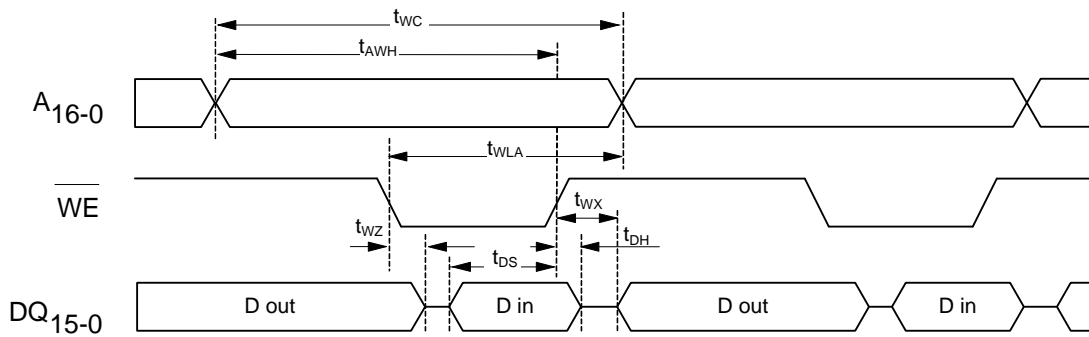 tWC
tAWH
A16-0
tWLA
WE
tWX
tWZ
tDH
tDS
DQ15-0
D out
D in
D out
D in